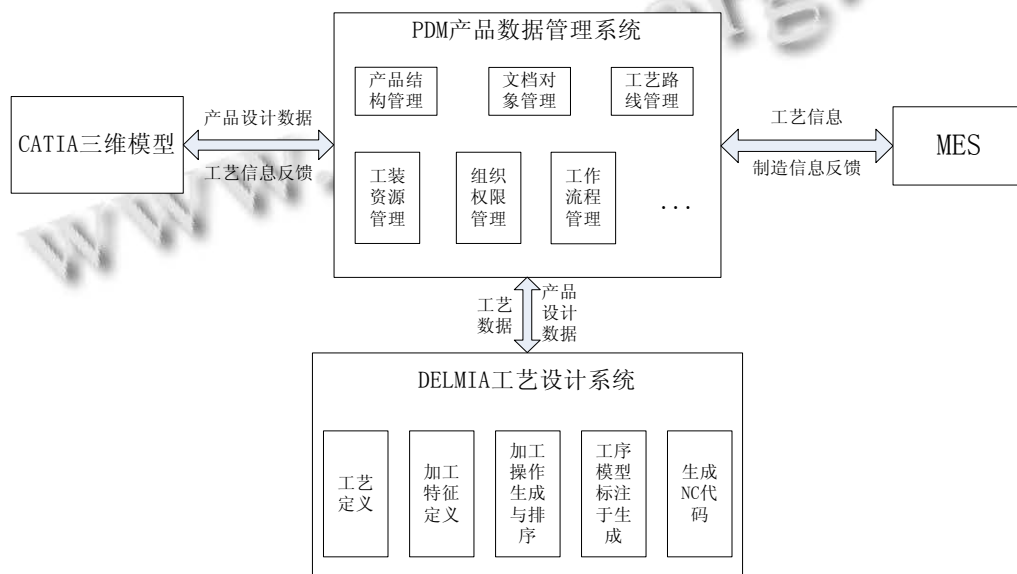 PDM产品数据管理系统
产品结
构管理
文档对
象管理
工艺路
线管理
CATIA三维模型
产品设计数据
工艺信息反馈
工艺信息
制造信息反馈
MES
工装
资源
管理
组织
权限
管理
工作
流程
管理
...
工艺
数据
产品
设计
数据
DELMIA工艺设计系统
工艺
定义
加工
特征
定义
加工
操作
生成
与排
序
工序
模型
标注
于生
成
生成
NC代
码
www.